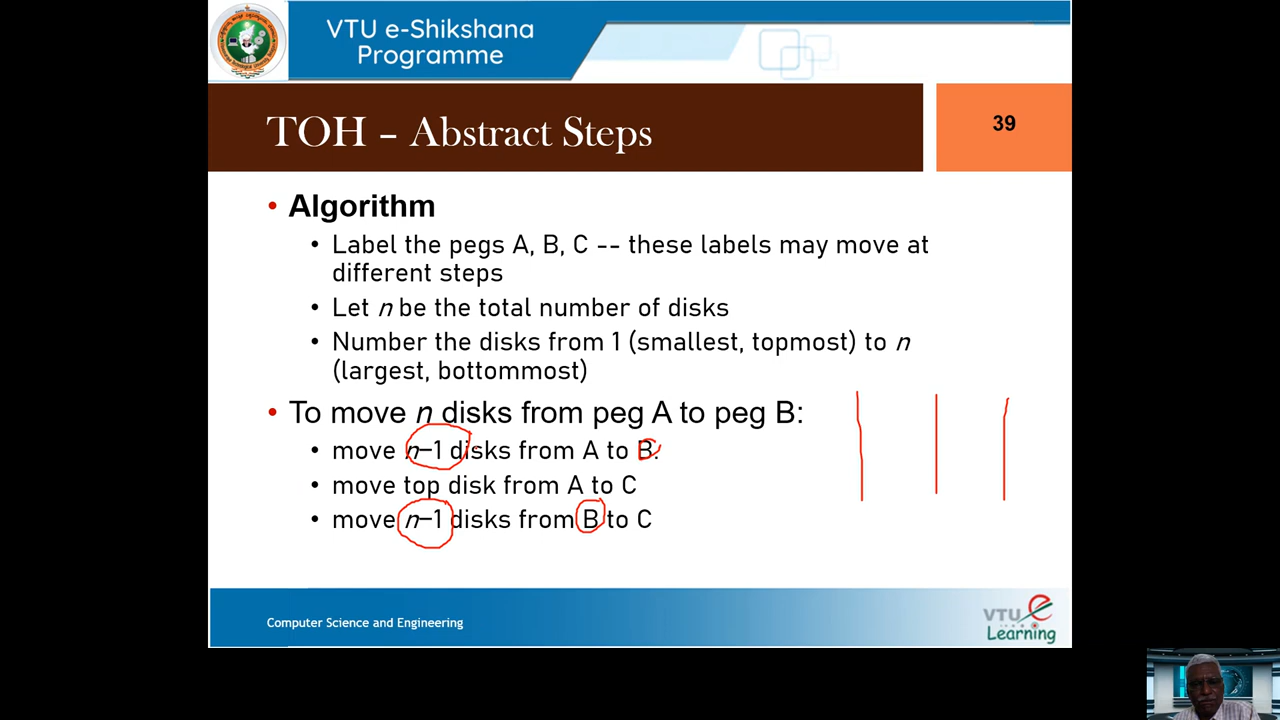 VTU e-Shikshana
Programme
TOH – Abstract Steps
39
• Algorithm
• Label the pegs A, B, C -- these labels may move at
different steps
• Let n be the total number of disks
• Number the disks from 1 (smallest, topmost) to n
(largest, bottommost)
• To move n disks from peg A to peg B:
• move n–1 disks from A to B.
• move top disk from A to C
• move n–1 disks from B to C
Computer Science and Engineering
VTU e
Learning